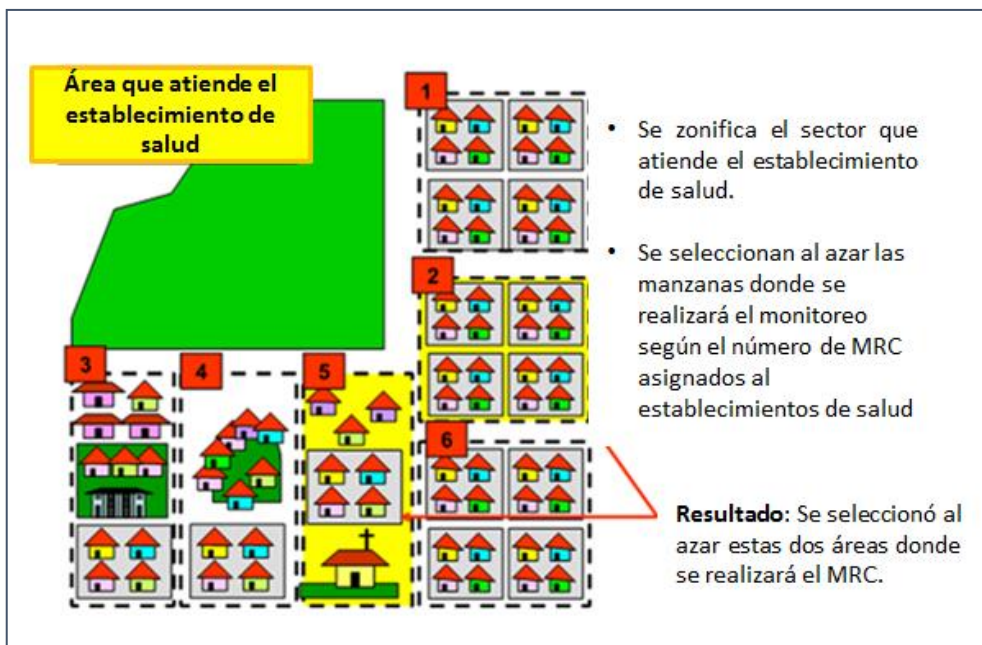 Área que atiende el
establecimiento de
salud
1
2
3
4
5
6
• Se zonifica el sector que
atiende el establecimiento
de salud.
• Se seleccionan al azar las
manzanas donde se
realizará el monitoreo
según el número de MRC
asignados al
establecimientos de salud
Resultado: Se seleccionó al
azar estas dos áreas donde
se realizará el MRC.